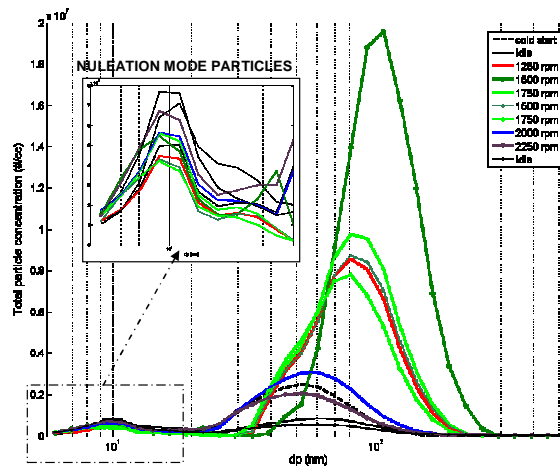 x 10⁷
2
1.8
1.6
1.4
1.2
1
0.8
0.6
0.4
0.2
0
Total particle concentration (#/cc)
NULEATION MODE PARTICLES
cold start
idle
1250 rpm
1600 rpm
1750 rpm
1600 rpm
1750 rpm
2000 rpm
2250 rpm
idle
10¹
10²
dp (nm)